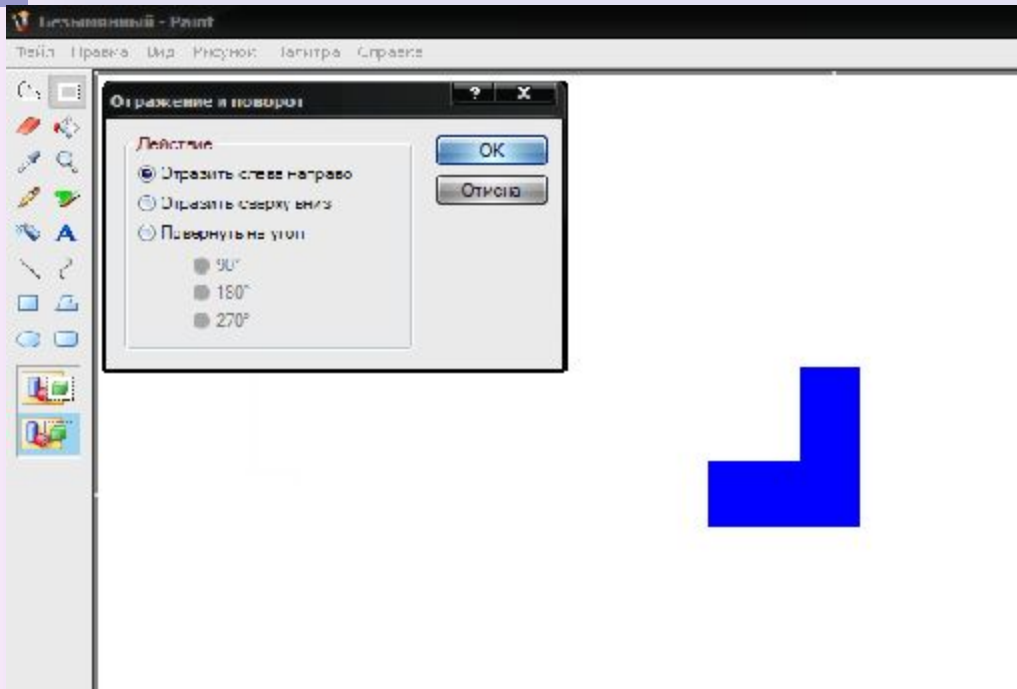 Безымянный - Paint
Файл Правка Вид Рисунок Палитра Справка
Отражение и поворот
? X
Действие
Отразить слева направо
Отразить сверху вниз
Повернуть на угол
90°
180°
270°
OK
Отмена
A